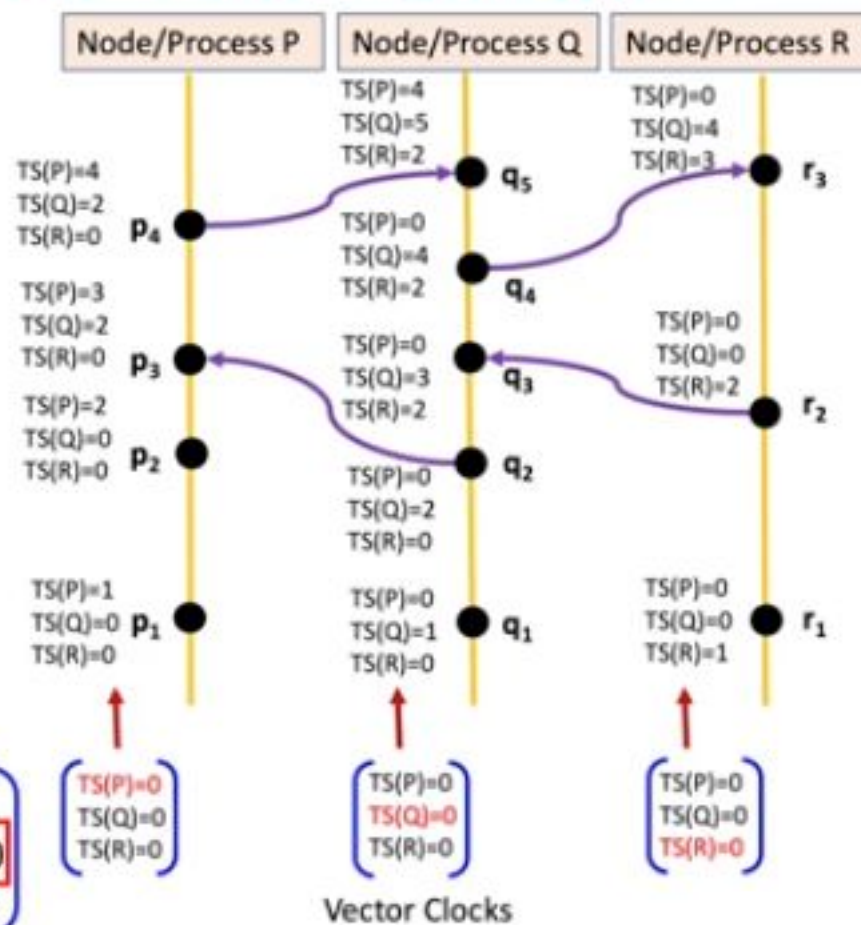 Node/Process P
Node/Process Q
Node/Process R
TS(P)=4
TS(Q)=2
TS(R)=0
p4
TS(P)=3
TS(Q)=2
TS(R)=0
p3
TS(P)=2
TS(Q)=0
TS(R)=0
p2
TS(P)=1
TS(Q)=0
TS(R)=0
p1
TS(P)=0
TS(Q)=0
TS(R)=0
TS(P)=4
TS(Q)=5
TS(R)=2
q5
TS(P)=0
TS(Q)=4
TS(R)=2
q4
TS(P)=0
TS(Q)=3
TS(R)=2
q3
q2
TS(P)=0
TS(Q)=2
TS(R)=0
TS(P)=0
TS(Q)=1
TS(R)=0
q1
TS(P)=0
TS(Q)=0
TS(R)=0
TS(P)=0
TS(Q)=4
TS(R)=3
r3
TS(P)=0
TS(Q)=0
TS(R)=2
r2
TS(P)=0
TS(Q)=0
TS(R)=1
r1
TS(P)=0
TS(Q)=0
TS(R)=0
Vector Clocks